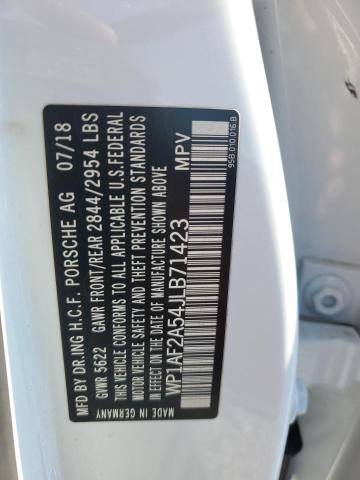 MFD BY DR.ING H.C.F. PORSCHE AG 07/18
GVWR 5622 GAWR FRONT/REAR 2844/2954 LBS
THIS VEHICLE CONFORMS TO ALL APPLICABLE U.S.FEDERAL
MOTOR VEHICLE SAFETY AND THEFT PREVENTION STANDARDS
IN EFFECT ON THE DATE OF MANUFACTURE SHOWN ABOVE
WP1AF2A54JLB71423 MPV
MADE IN GERMANY
95B.010.016.B